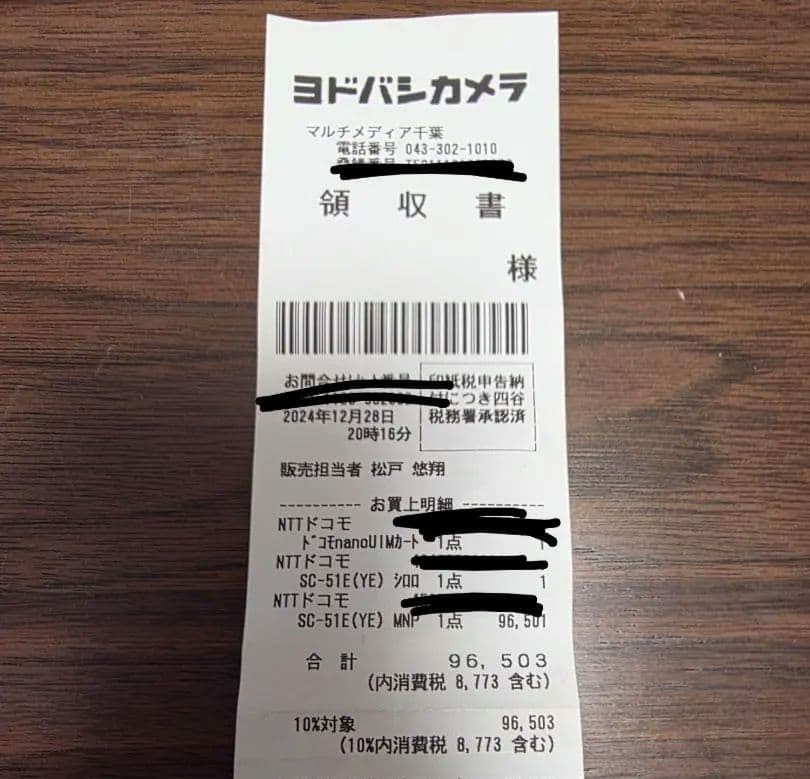 ヨドバシカメラ
マルチメディア千葉
電話番号 043-302-1010
領 収 書
様
印紙税申告納
付につき四谷
税務署承認済
2024年12月28日
20時16分
販売担当者 松戸 悠翔
---------- お買上明細 ----------
NTTドコモ
ﾄﾞｺﾓnanoUIMｶｰﾄ 1点 1
NTTドコモ
SC-51E(YE) ｼﾛﾛ 1点 1
NTTドコモ
SC-51E(YE) MNP 1点 96,501
合 計 96,503
(内消費税 8,773 含む)
10%対象 96,503
(10%内消費税 8,773 含む)